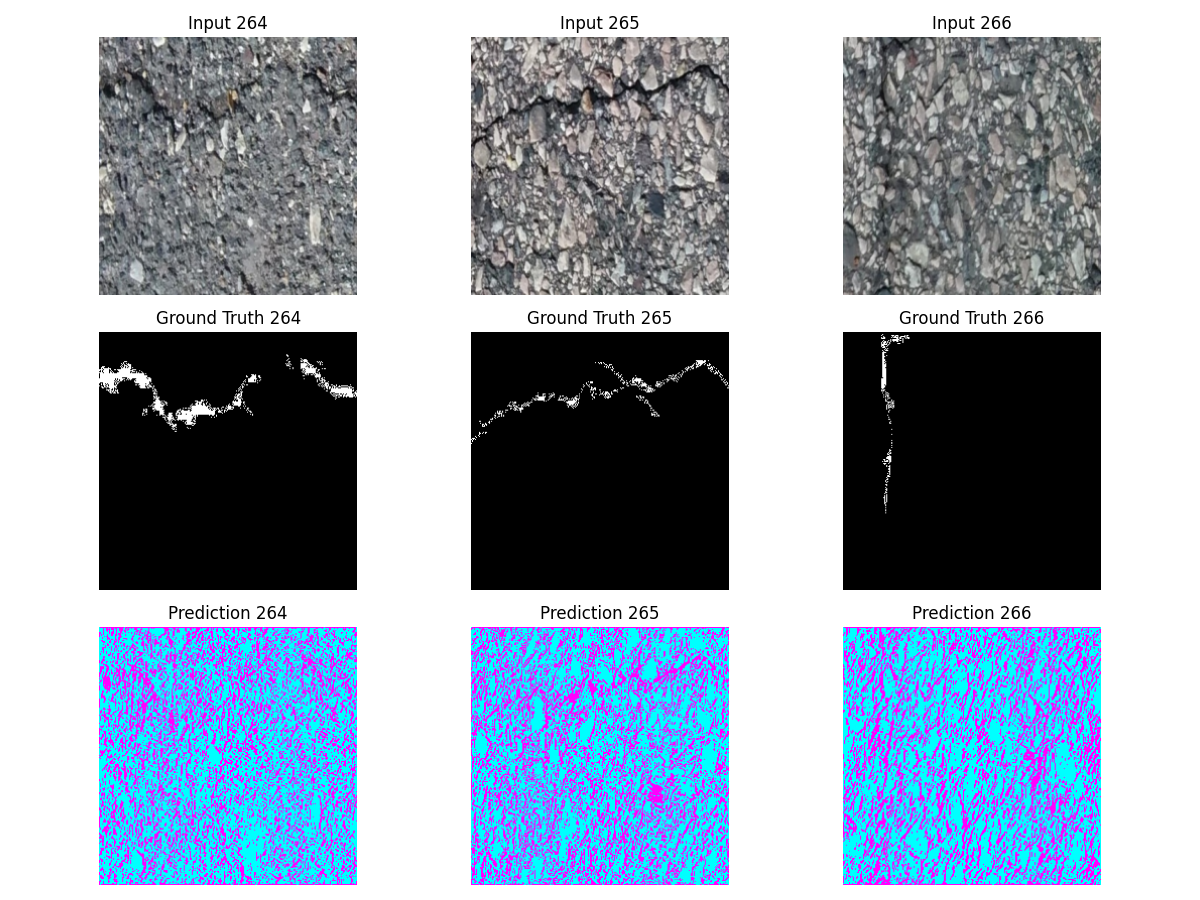 Input 264
Input 265
Input 266
Ground Truth 264
Ground Truth 265
Ground Truth 266
Prediction 264
Prediction 265
Prediction 266